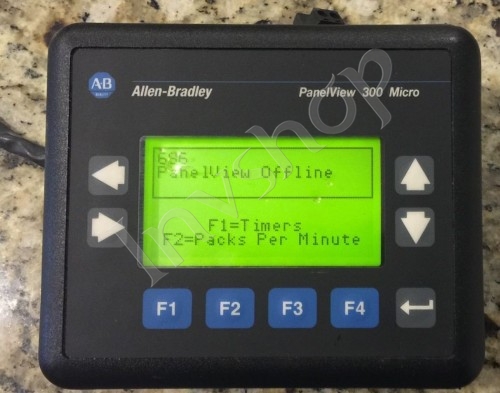 AB
Allen-Bradley
PanelView 300 Micro
696
PanelView Offline
F1=Timers
F2=Packs Per Minute
F1 F2 F3 F4
Invshop